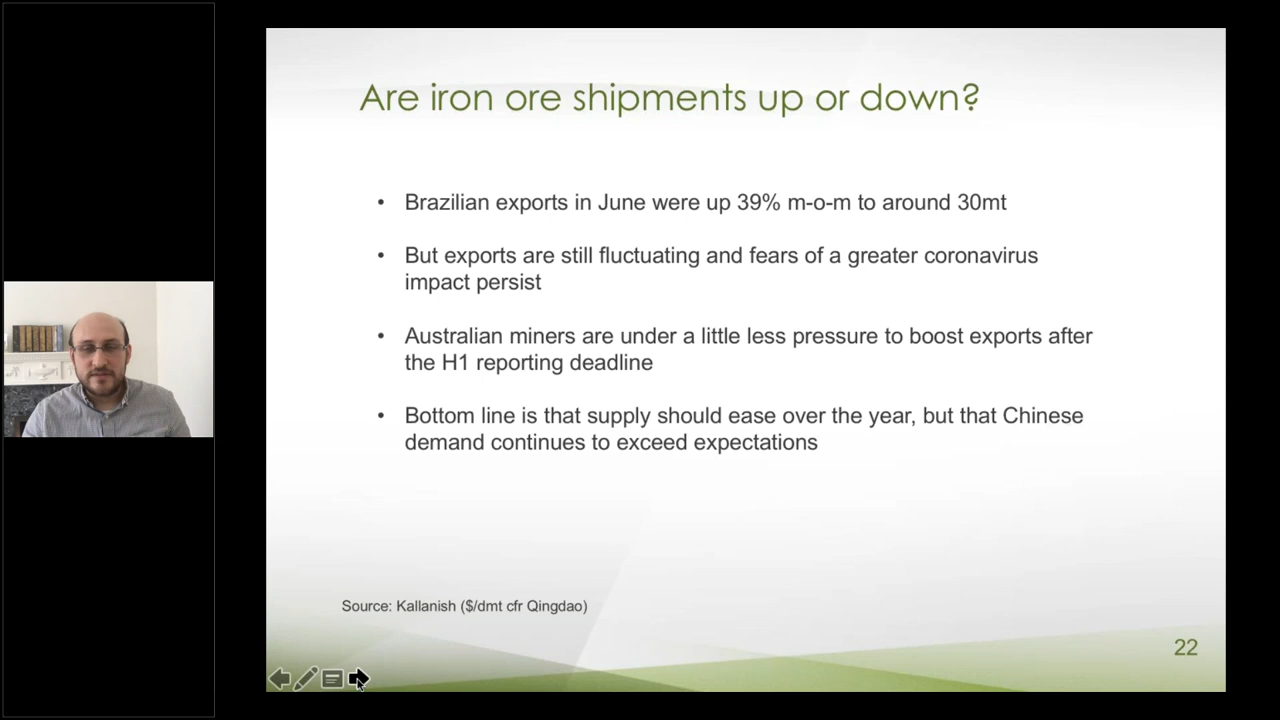 Are iron ore shipments up or down?
• Brazilian exports in June were up 39% m-o-m to around 30mt
• But exports are still fluctuating and fears of a greater coronavirus
impact persist
• Australian miners are under a little less pressure to boost exports after
the H1 reporting deadline
• Bottom line is that supply should ease over the year, but that Chinese
demand continues to exceed expectations
Source: Kallanish ($/dmt cfr Qingdao)
22